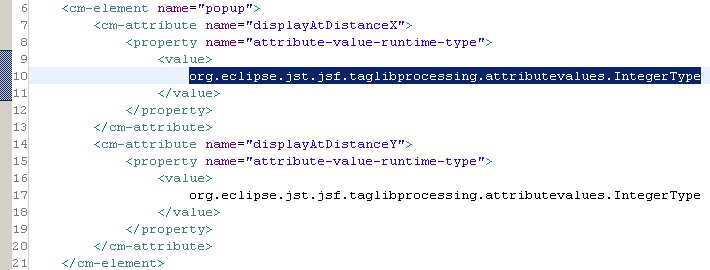 6 <cm-element name="popup">
7 <cm-attribute name="displayAtDistanceX">
8 <property name="attribute-value-runtime-type">
9 <value>
10 org.eclipse.jst.jsf.taglibprocessing.attributevalues.IntegerType
11 </value>
12 </property>
13 </cm-attribute>
14 <cm-attribute name="displayAtDistanceY">
15 <property name="attribute-value-runtime-type">
16 <value>
17 org.eclipse.jst.jsf.taglibprocessing.attributevalues.IntegerType
18 </value>
19 </property>
20 </cm-attribute>
21 </cm-element>